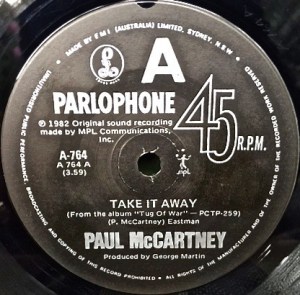 MADE BY EMI (AUSTRALIA) LIMITED, SYDNEY, N·S·W
A
PARLOPHONE
45
R.P.M.
℗ 1982 Original sound recording
made by MPL Communications,
Inc.
A-764
A 764 A
(3.59)
MPL
TAKE IT AWAY
(From the album "Tug Of War" — PCTP-259)
(P. McCartney) Eastman
PAUL McCARTNEY
Produced by George Martin
UNAUTHORISED PUBLIC PERFORMANCE, BROADCASTING AND COPYING OF THIS RECORD PROHIBITED · ALL RIGHTS OF THE MANUFACTURER AND OWNER OF THE RECORDED WORK RESERVED